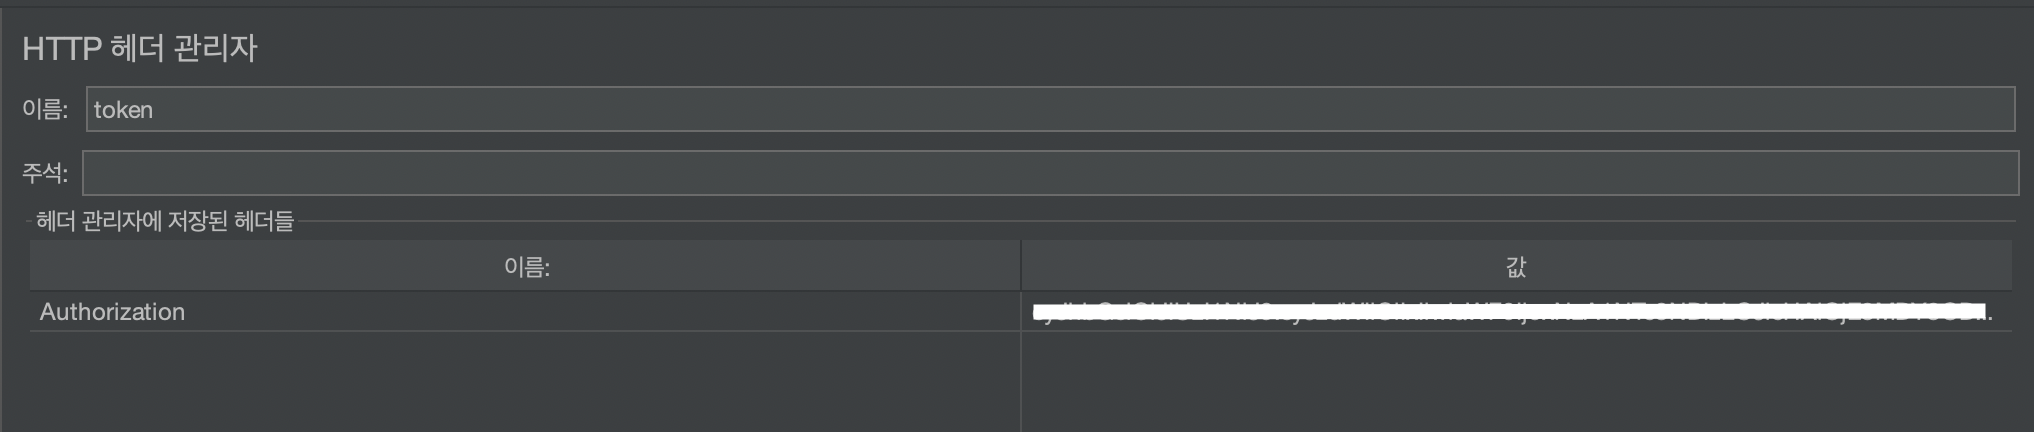 HTTP 헤더 관리자
이름: token
주석:
헤더 관리자에 저장된 헤더들
이름: 값
Authorization